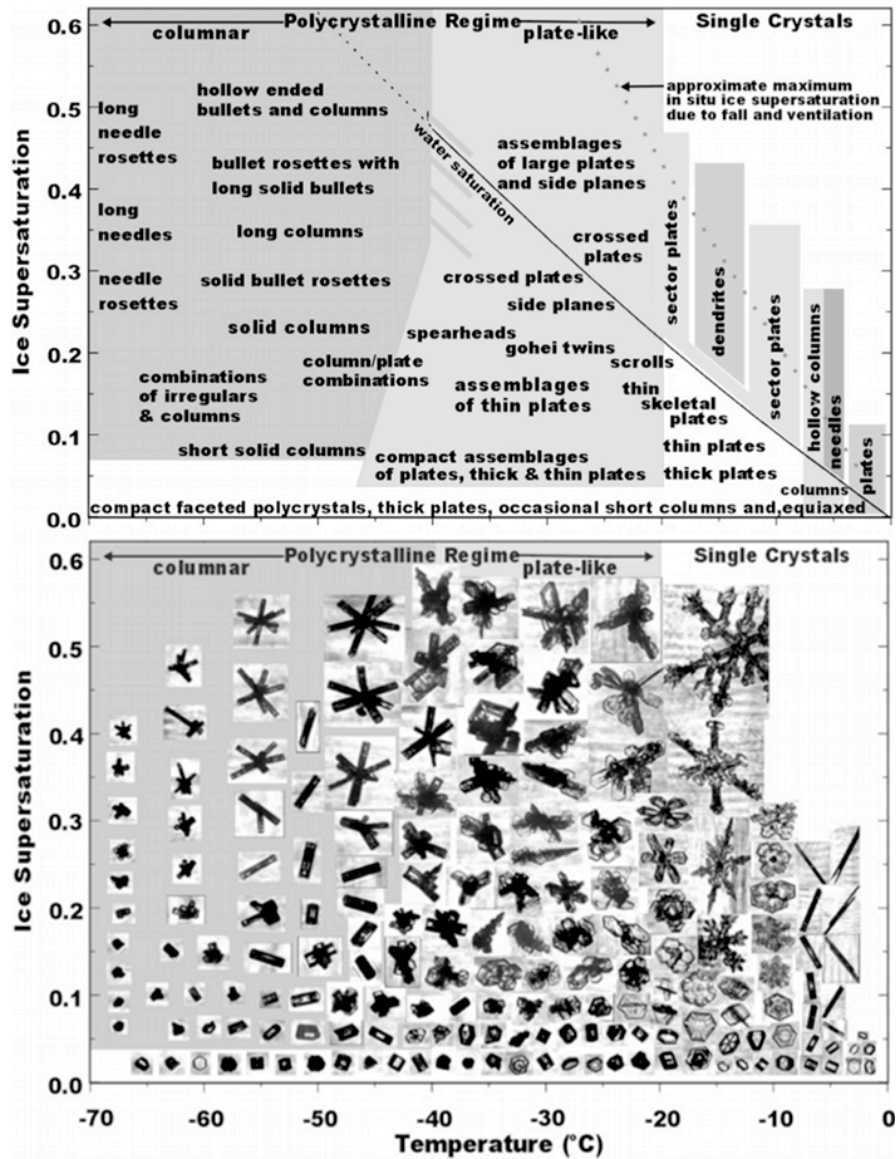 Polycrystalline Regime
Single Crystals
columnar
plate-like
0.6
0.5
0.4
0.3
0.2
0.1
0.0
Ice Supersaturation
approximate maximum
in situ ice supersaturation
due to fall and ventilation
hollow ended
bullets and columns
long
needle
rosettes
bullet rosettes with
long solid bullets
long
needles
long columns
needle
rosettes
solid bullet rosettes
solid columns
combinations
of irregulars
& columns
column/plate
combinations
short solid columns
water saturation
assemblages
of large plates
and side planes
crossed
plates
crossed plates
side planes
spearheads
gohei twins
scrolls
assemblages
of thin plates
thin
skeletal
plates
compact assemblages
of plates, thick & thin plates
thin plates
thick plates
sector plates
dendrites
sector plates
hollow columns
needles
plates
columns
compact faceted polycrystals, thick plates, occasional short columns and,equiaxed
Polycrystalline Regime
Single Crystals
columnar
plate-like
0.6
0.5
0.4
0.3
0.2
0.1
0.0
Ice Supersaturation
-70
-60
-50
-40
-30
-20
-10
0
Temperature (°C)